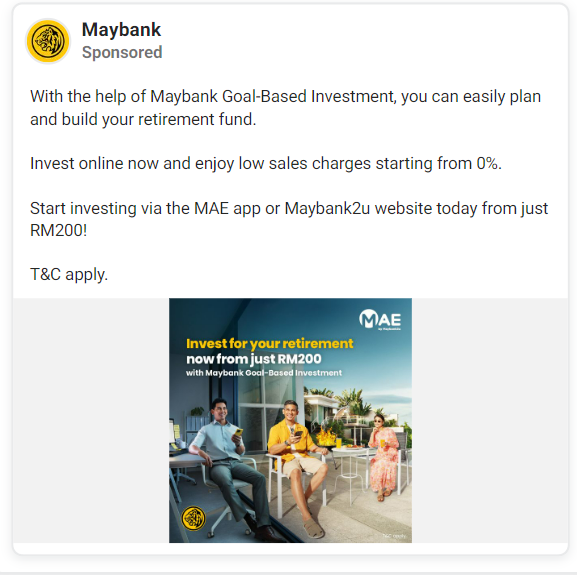 Maybank
Sponsored
With the help of Maybank Goal-Based Investment, you can easily plan
and build your retirement fund.
Invest online now and enjoy low sales charges starting from 0%.
Start investing via the MAE app or Maybank2u website today from just
RM200!
T&C apply.
MAE
Invest for your retirement
now from just RM200
with Maybank Goal-Based Investment